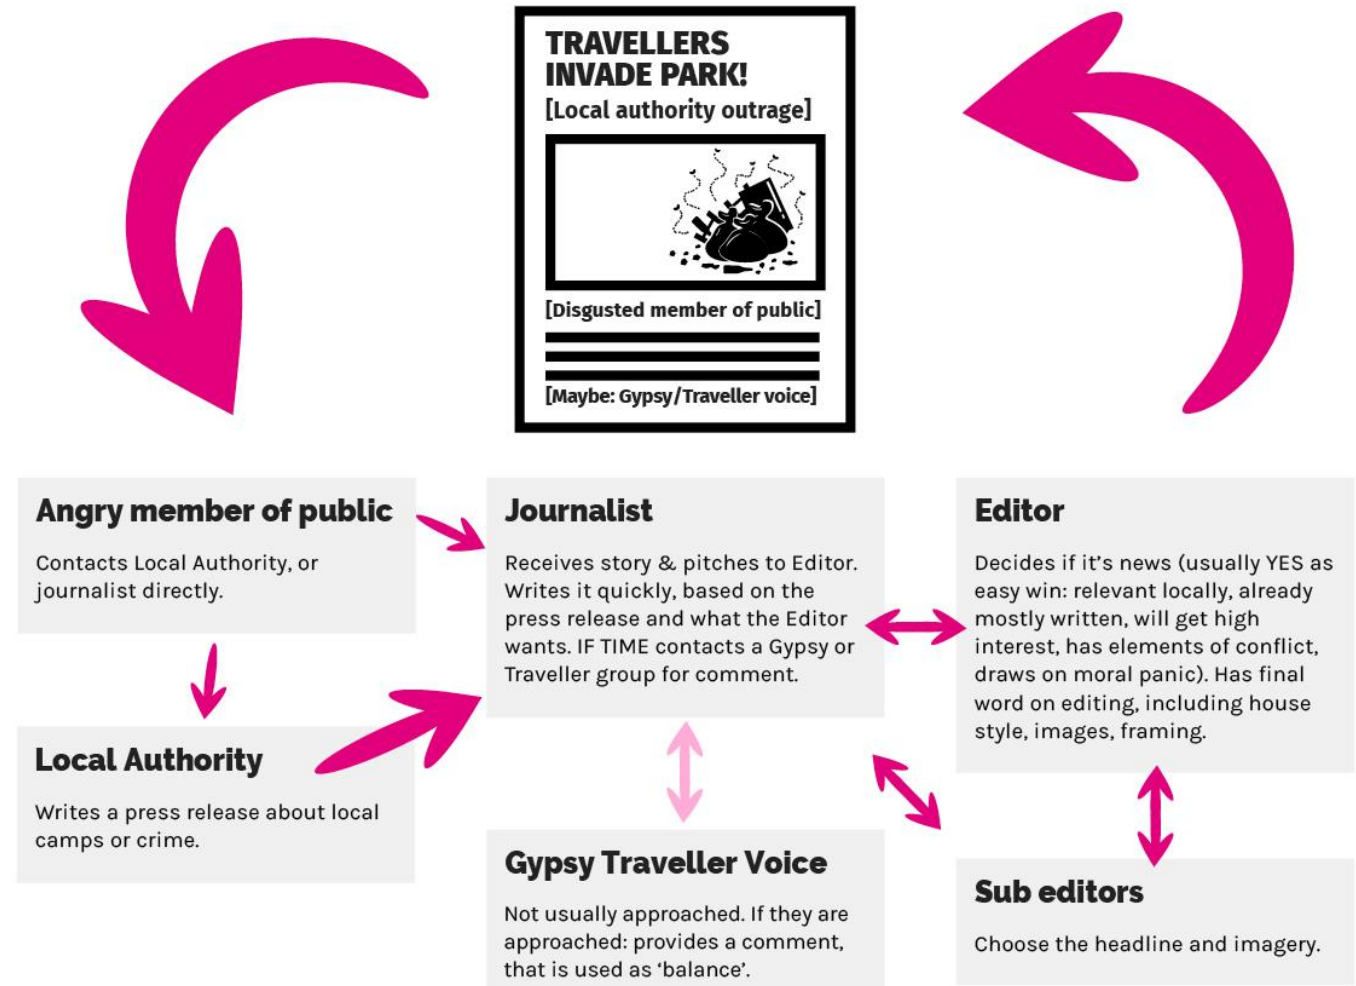 TRAVELLERS
INVADE PARK!
[Local authority outrage]
[Disgusted member of public]
[Maybe: Gypsy/Traveller voice]
Angry member of public
Contacts Local Authority, or
journalist directly.
Local Authority
Writes a press release about local
camps or crime.
Journalist
Receives story & pitches to Editor.
Writes it quickly, based on the
press release and what the Editor
wants. IF TIME contacts a Gypsy or
Traveller group for comment.
Gypsy Traveller Voice
Not usually approached. If they are
approached: provides a comment,
that is used as ‘balance’.
Editor
Decides if it’s news (usually YES as
easy win: relevant locally, already
mostly written, will get high
interest, has elements of conflict,
draws on moral panic). Has final
word on editing, including house
style, images, framing.
Sub editors
Choose the headline and imagery.